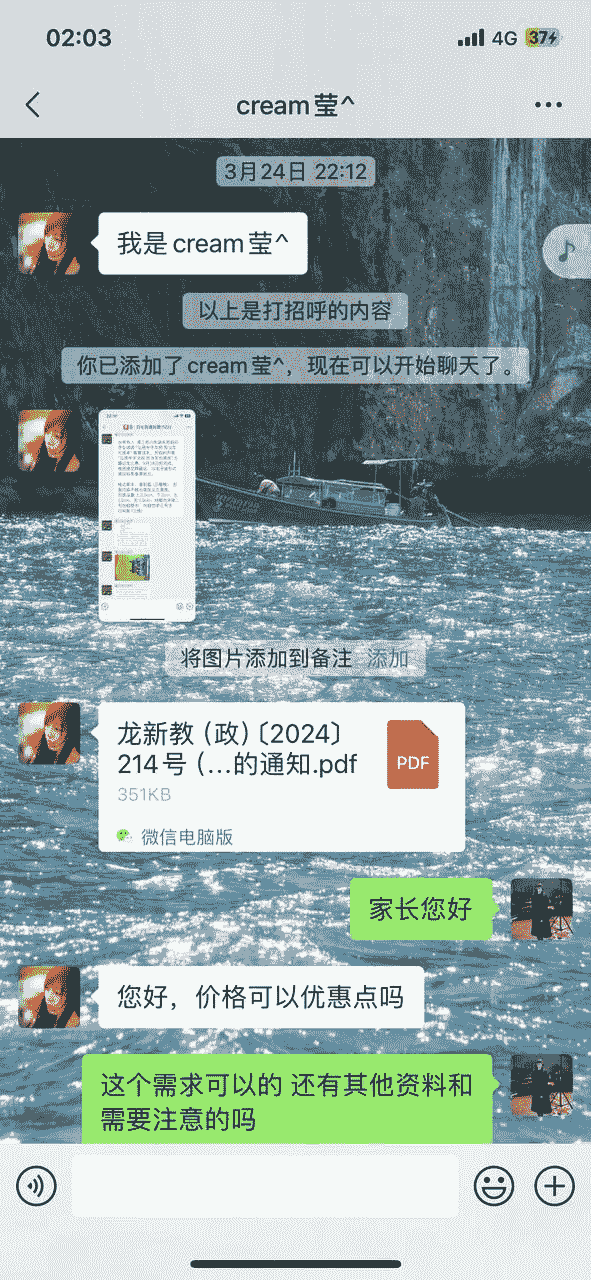 02:03
4G
37
cream莹^
3月24日 22:12
我是cream莹^
以上是打招呼的内容
你已添加了cream莹^，现在可以开始聊天了。
将图片添加到备注 添加
龙新教（政）〔2024〕
214号（...的通知.pdf
PDF
351KB
微信电脑版
家长您好
您好，价格可以优惠点吗
这个需求可以的 还有其他资料和
需要注意的吗